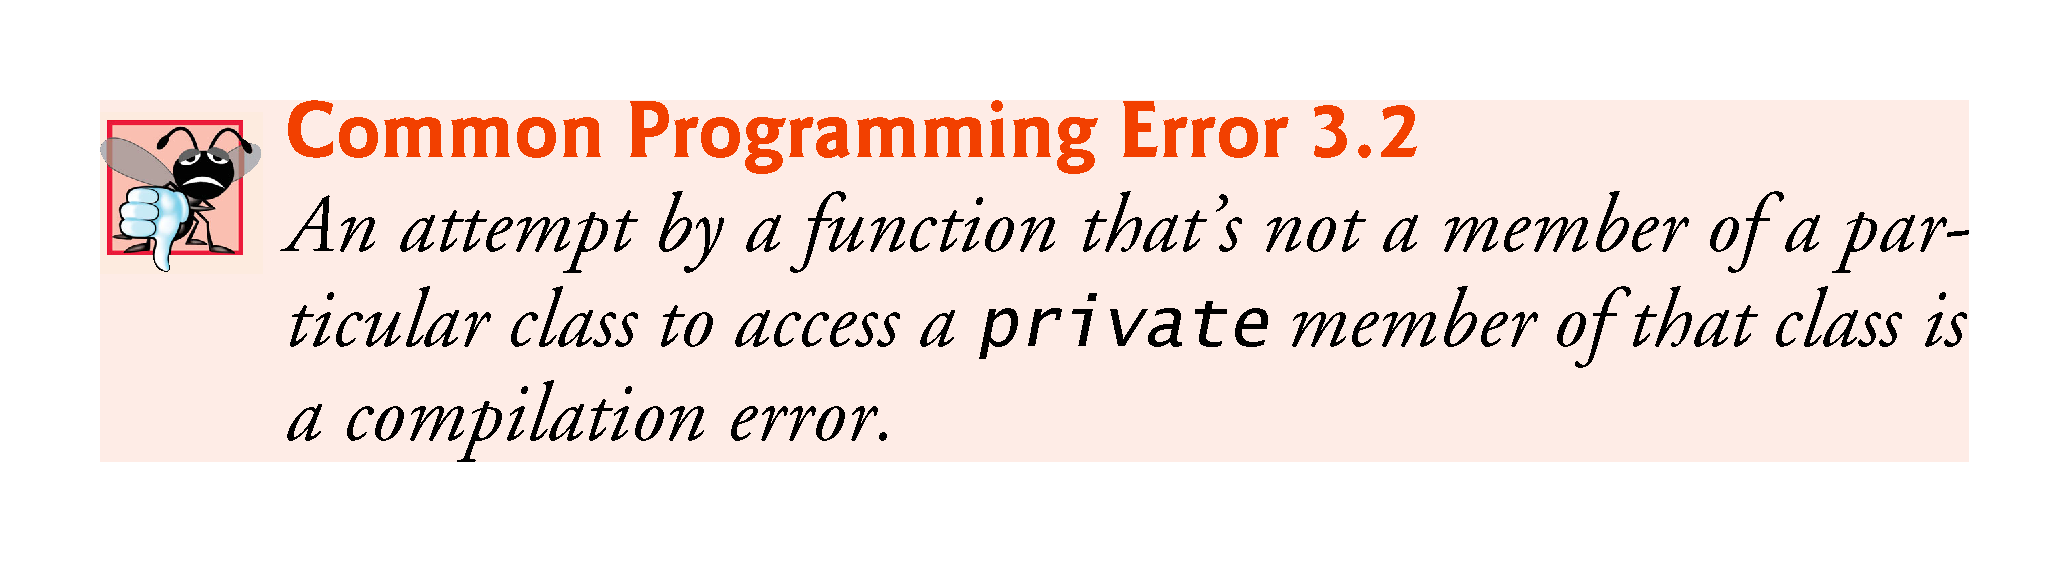 Common Programming Error 3.2
An attempt by a function that’s not a member of a par-
ticular class to access a private member of that class is
a compilation error.